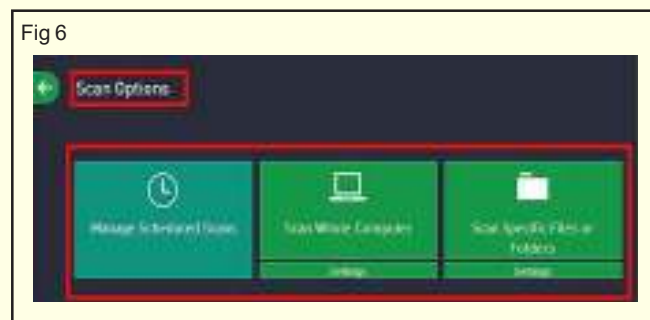 Fig 6
Scan Options
Manage Scheduled Scans
Scan Whole Computer
Scan Specific Files or
Folders
Settings
Settings